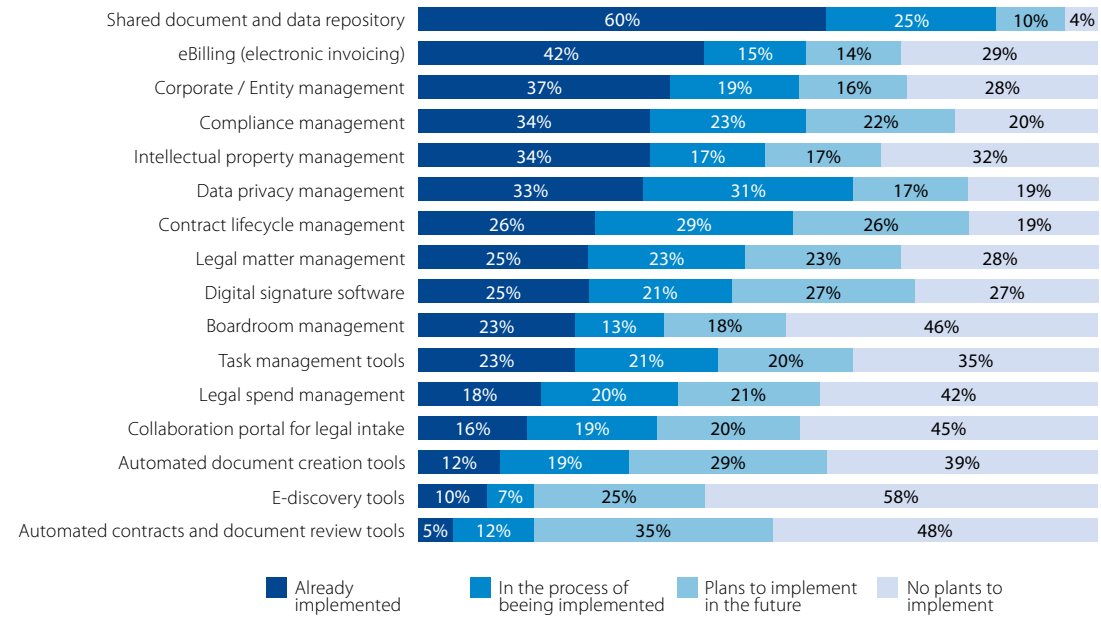 Shared document and data repository 60% 25% 10% 4%
eBilling (electronic invoicing) 42% 15% 14% 29%
Corporate / Entity management 37% 19% 16% 28%
Compliance management 34% 23% 22% 20%
Intellectual property management 34% 17% 17% 32%
Data privacy management 33% 31% 17% 19%
Contract lifecycle management 26% 29% 26% 19%
Legal matter management 25% 23% 23% 28%
Digital signature software 25% 21% 27% 27%
Boardroom management 23% 13% 18% 46%
Task management tools 23% 21% 20% 35%
Legal spend management 18% 20% 21% 42%
Collaboration portal for legal intake 16% 19% 20% 45%
Automated document creation tools 12% 19% 29% 39%
E-discovery tools 10% 7% 25% 58%
Automated contracts and document review tools 5% 12% 35% 48%
Already
implemented
In the process of
beeing implemented
Plans to implement
in the future
No plants to
implement